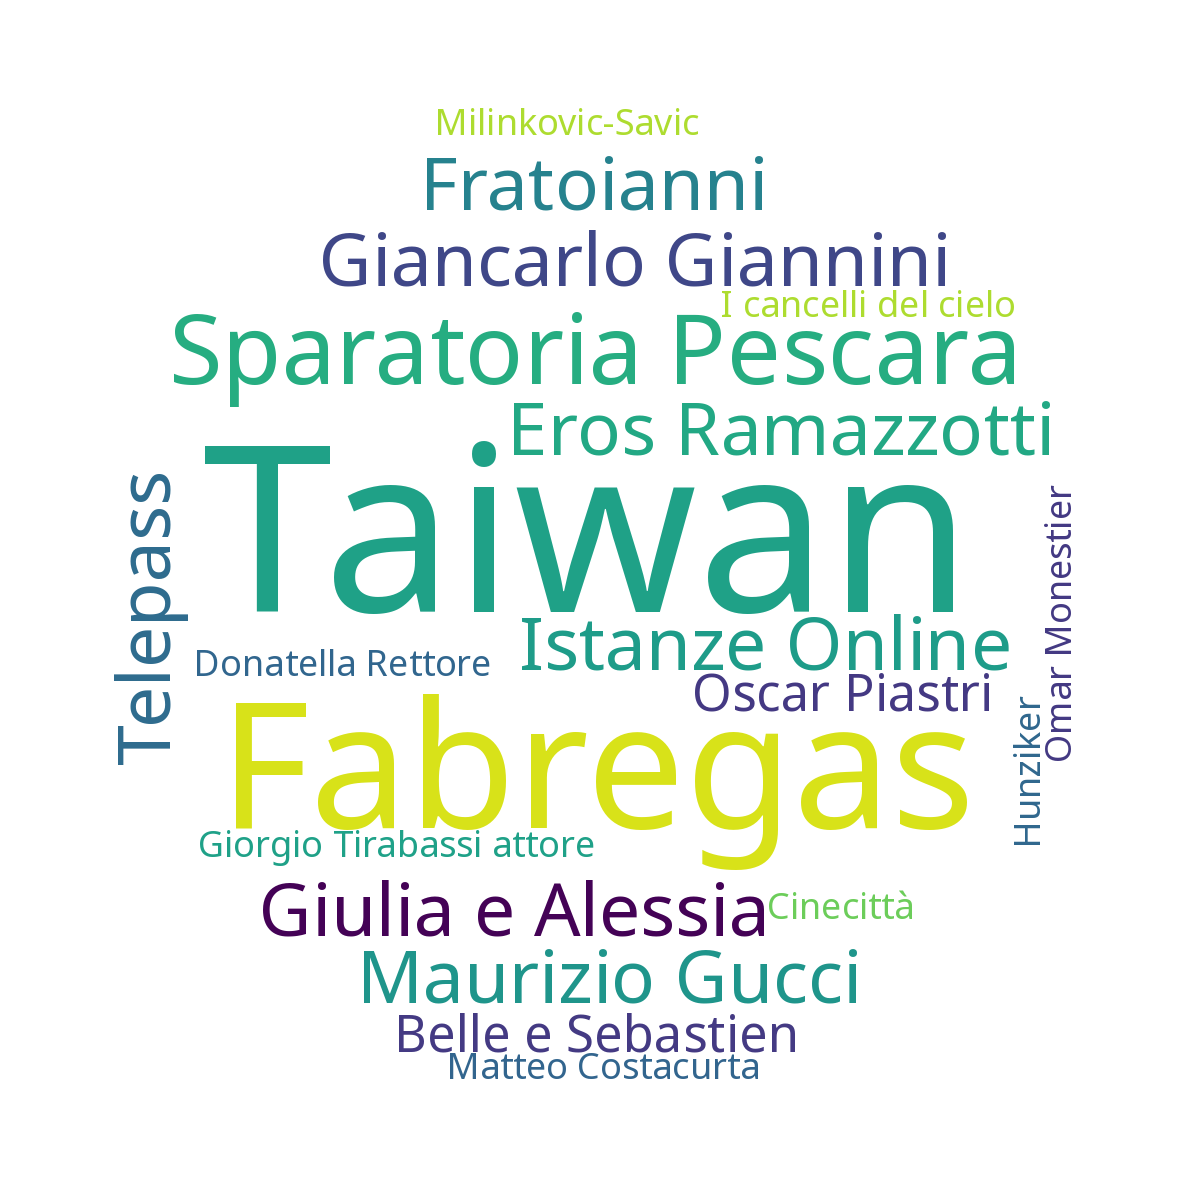 Milinkovic-Savic
Fratoianni
Giancarlo Giannini
I cancelli del cielo
Sparatoria Pescara
Eros Ramazzotti
Taiwan
Telepass
Omar Monestier
Istanze Online
Donatella Rettore
Oscar Piastri
Hunziker
Fabregas
Giorgio Tirabassi attore
Giulia e Alessia
Cinecittà
Maurizio Gucci
Belle e Sebastien
Matteo Costacurta